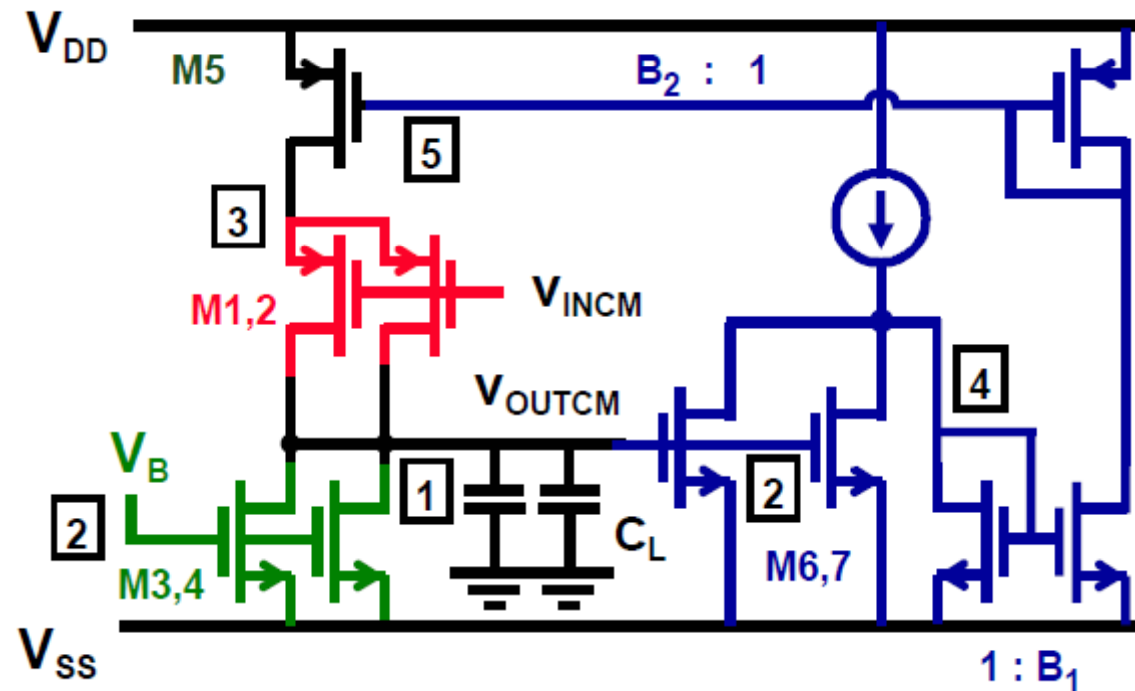 VDD
M5
B2 : 1
5
3
M1,2
VINCM
VOUTCM
4
VB
1
2
2
CL
M3,4
M6,7
VSS
1 : B1